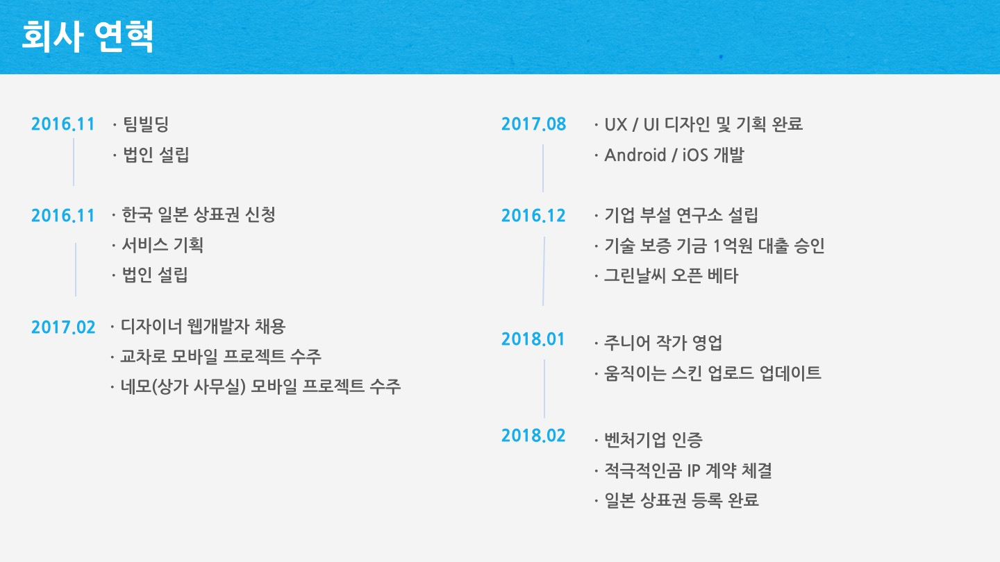 회사 연혁
2016.11
· 팀빌딩
· 법인 설립
2016.11
· 한국 일본 상표권 신청
· 서비스 기획
· 법인 설립
2017.02
· 디자이너 웹개발자 채용
· 교차로 모바일 프로젝트 수주
· 네모(상가 사무실) 모바일 프로젝트 수주
2017.08
· UX / UI 디자인 및 기획 완료
· Android / iOS 개발
2016.12
· 기업 부설 연구소 설립
· 기술 보증 기금 1억원 대출 승인
· 그린날씨 오픈 베타
2018.01
· 주니어 작가 영업
· 움직이는 스킨 업로드 업데이트
2018.02
· 벤처기업 인증
· 적극적인곰 IP 계약 체결
· 일본 상표권 등록 완료